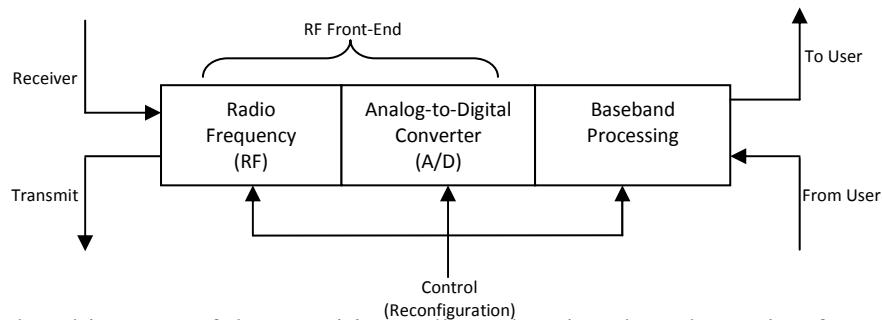 RF Front-End
Receiver
To User
Radio
Frequency
(RF)
Analog-to-Digital
Converter
(A/D)
Baseband
Processing
Transmit
From User
Control
(Reconfiguration)